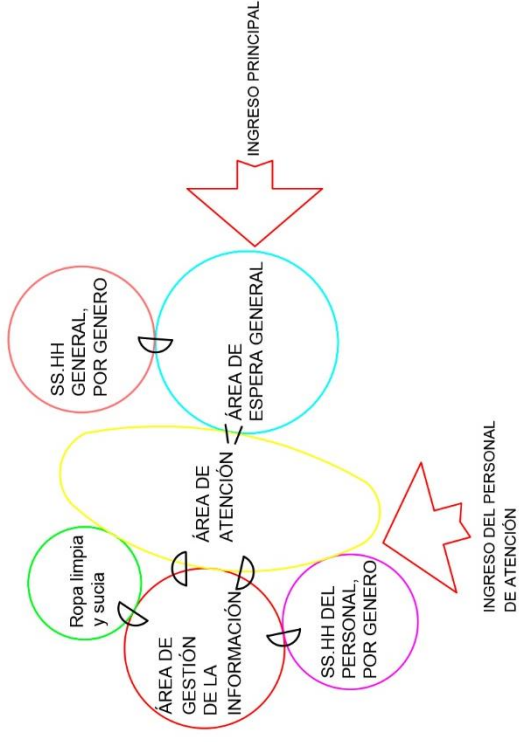 SS.HH
GENERAL,
POR GENERO
INGRESO PRINCIPAL
ÁREA DE
ESPERA GENERAL
ÁREA DE
ATENCIÓN
Ropa limpia
y sucia
ÁREA DE
GESTIÓN
DE LA
INFORMACIÓN
SS.HH DEL
PERSONAL,
POR GENERO
INGRESO DEL PERSONAL
DE ATENCIÓN